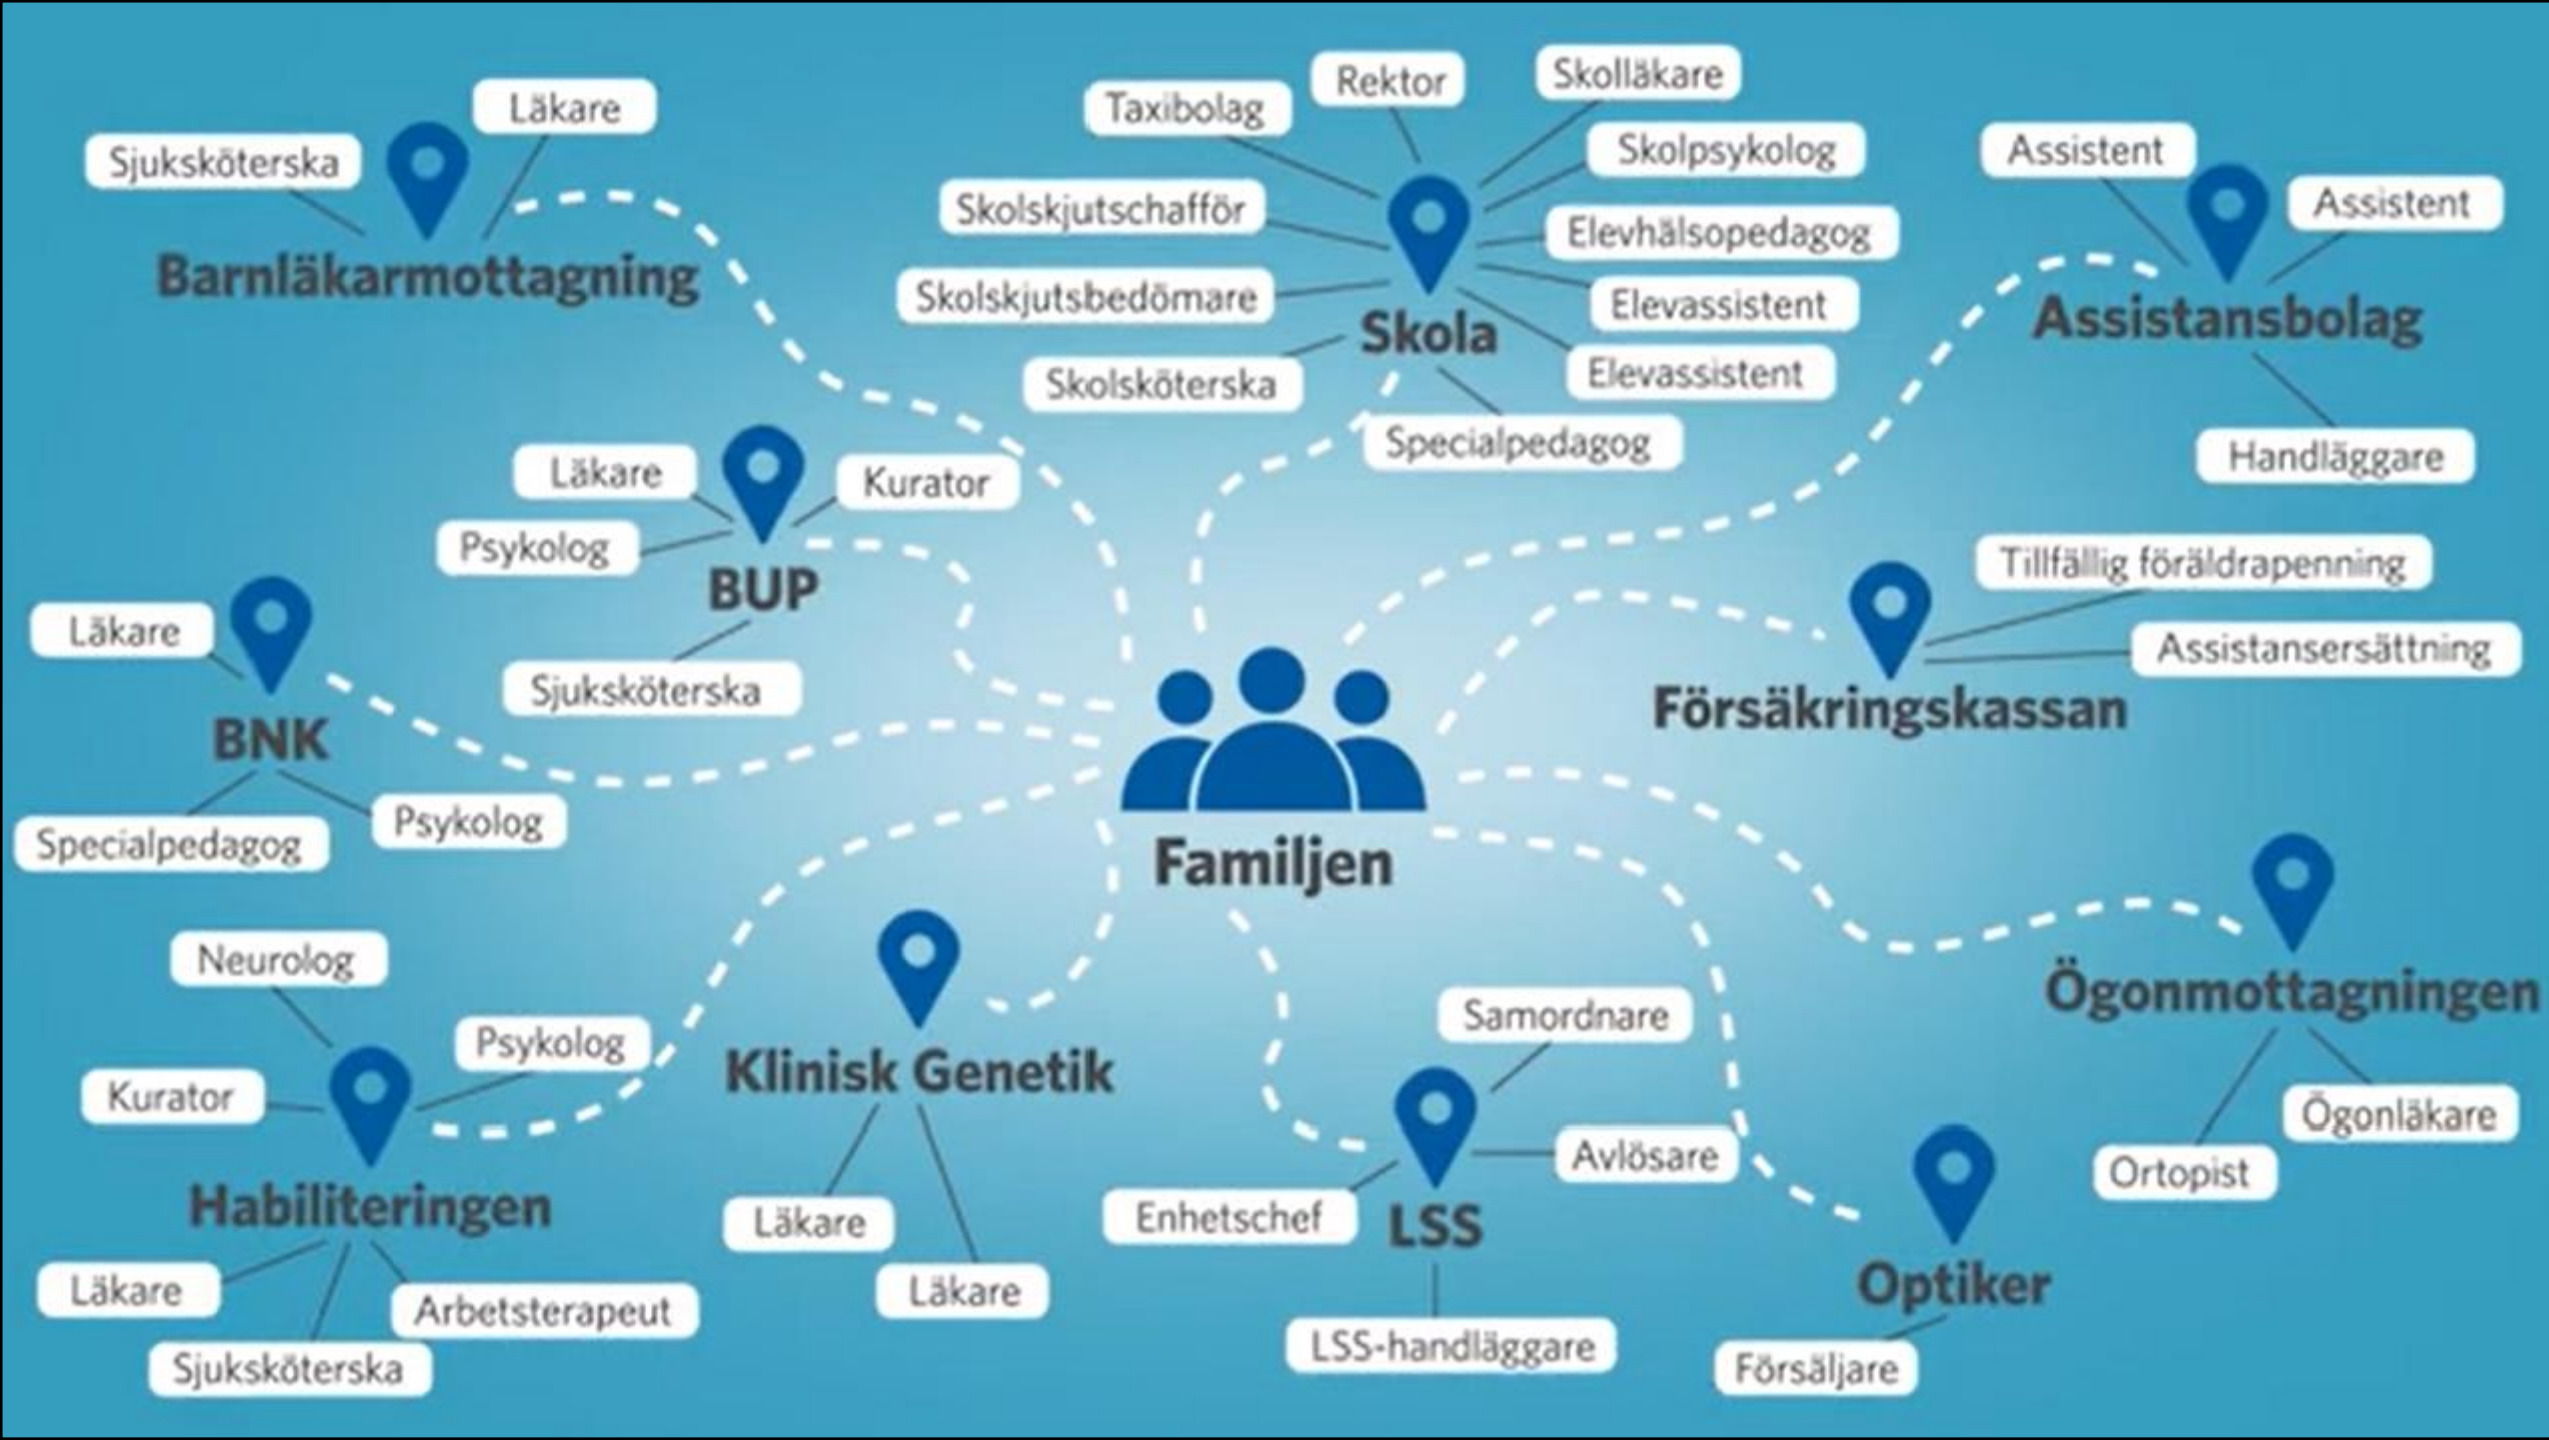 Läkare
Sjuksköterska
Barnläkarmottagning
Rektor
Skolläkare
Taxibolag
Skolpsykolog
Skolskjutschafför
Elevhälsopedagog
Skolskjutsbedömare
Elevassistent
Skola
Skolsköterska
Elevassistent
Specialpedagog
Assistent
Assistent
Assistansbolag
Handläggare
Läkare
Kurator
Psykolog
BUP
Sjuksköterska
Tillfällig föräldrapenning
Assistansersättning
Försäkringskassan
Läkare
BNK
Psykolog
Specialpedagog
Familjen
Neurolog
Psykolog
Kurator
Habiliteringen
Läkare
Arbetsterapeut
Sjuksköterska
Klinisk Genetik
Läkare
Läkare
Samordnare
Avlösare
Enhetschef
LSS
LSS-handläggare
Ögonmottagningen
Ögonläkare
Ortopist
Optiker
Försäljare